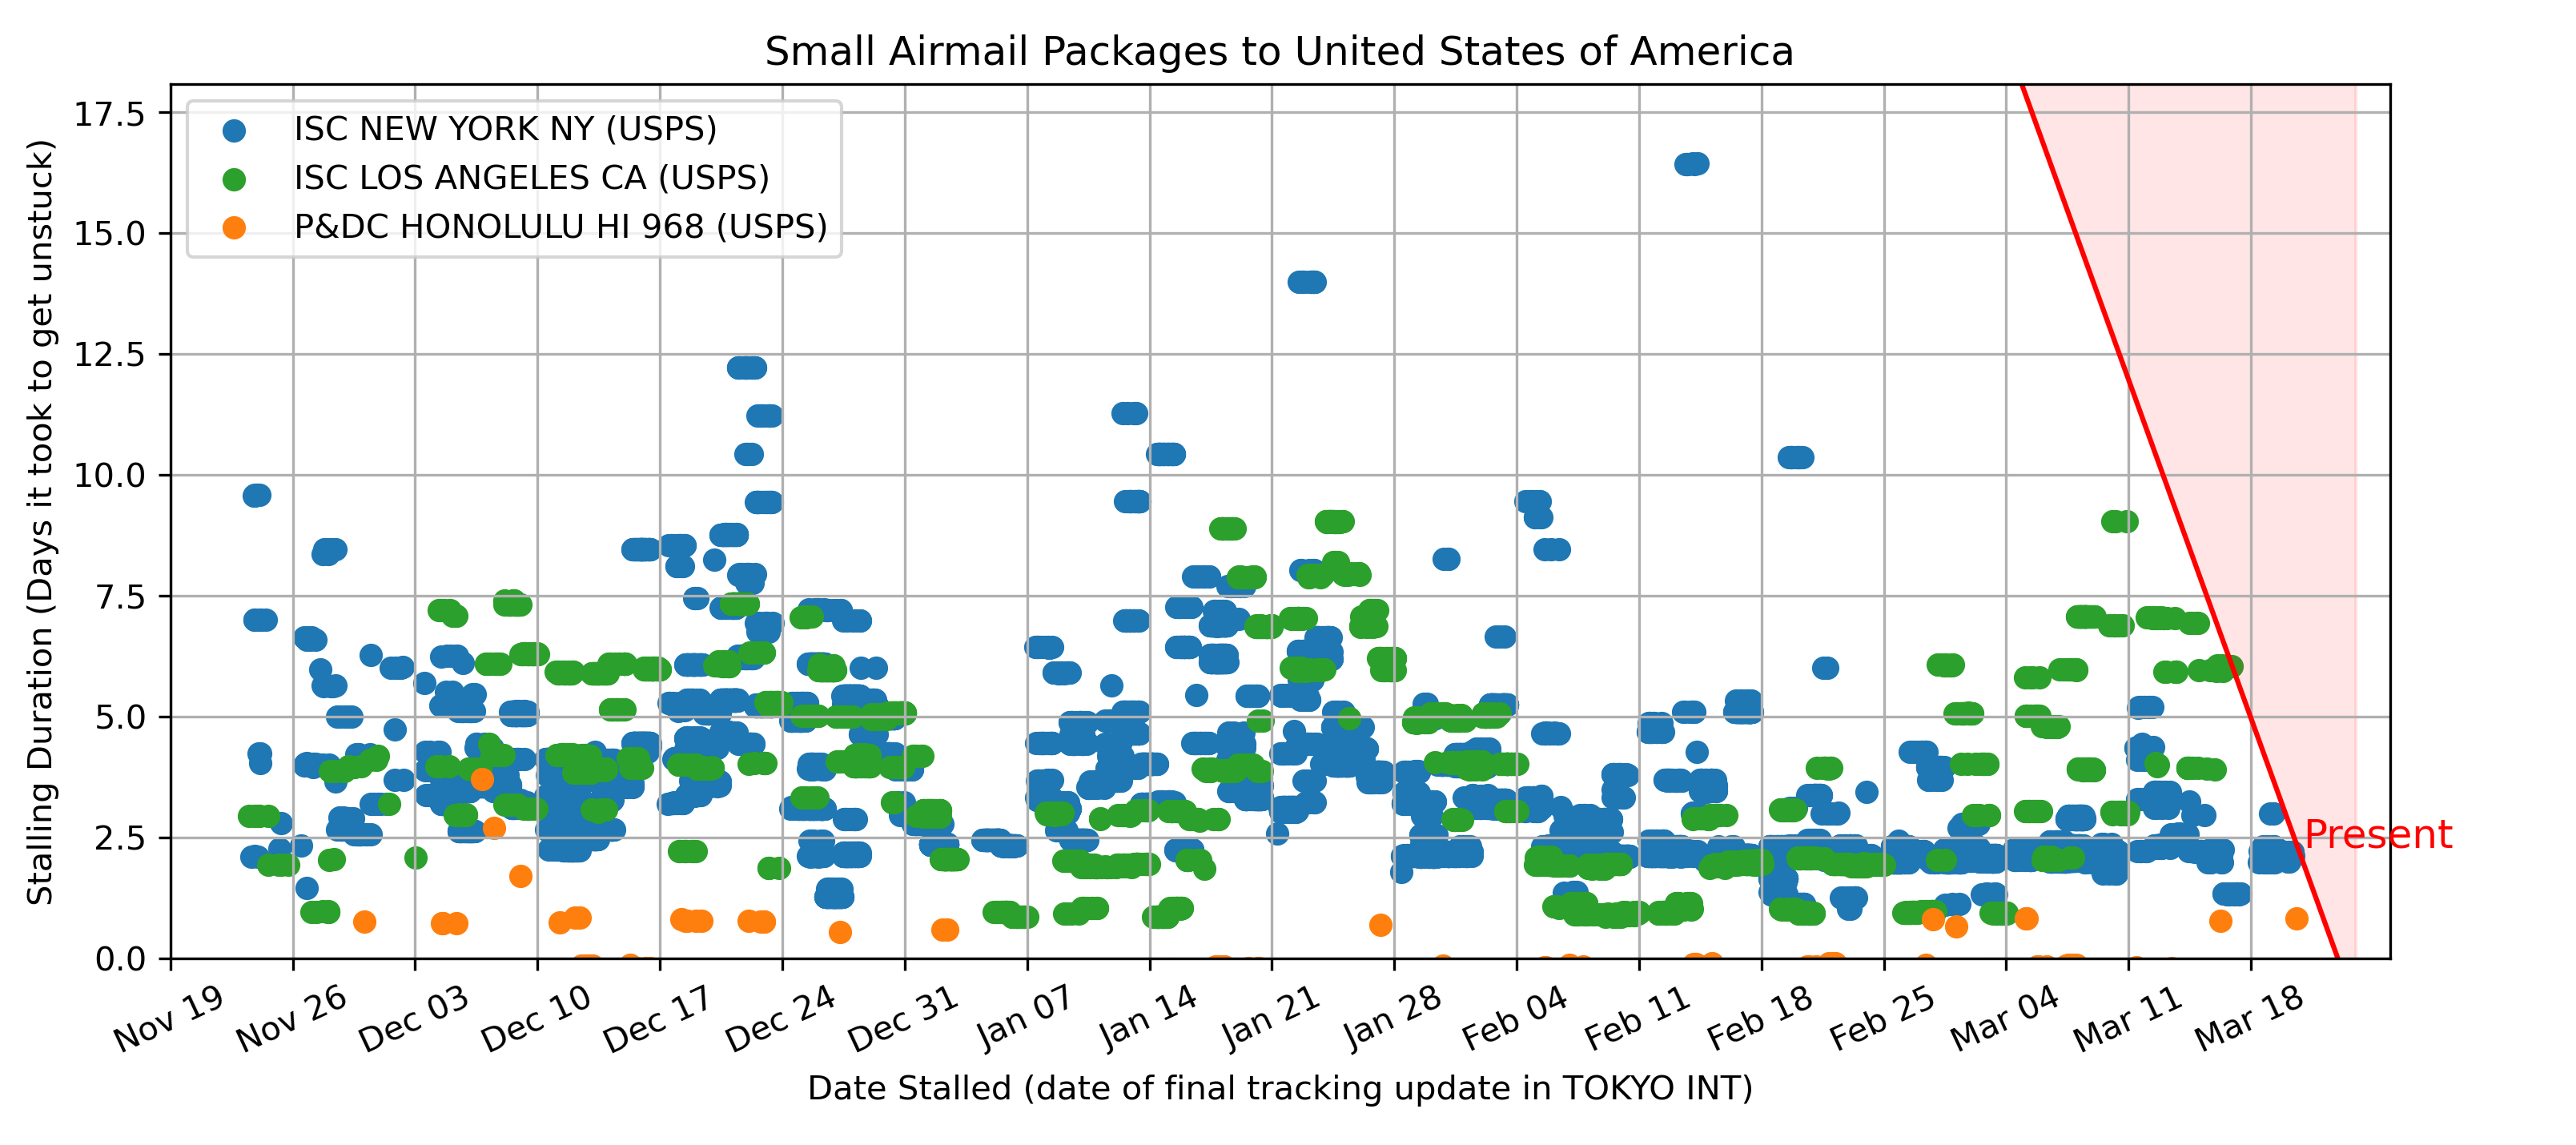 Small Airmail Packages to United States of America
ISC NEW YORK NY (USPS)
ISC LOS ANGELES CA (USPS)
P&DC HONOLULU HI 968 (USPS)
Stalling Duration (Days it took to get unstuck)
17.5
15.0
12.5
10.0
7.5
5.0
2.5
0.0
Present
Nov 19
Nov 26
Dec 03
Dec 10
Dec 17
Dec 24
Dec 31
Jan 07
Jan 14
Jan 21
Jan 28
Feb 04
Feb 11
Feb 18
Feb 25
Mar 04
Mar 11
Mar 18
Date Stalled (date of final tracking update in TOKYO INT)